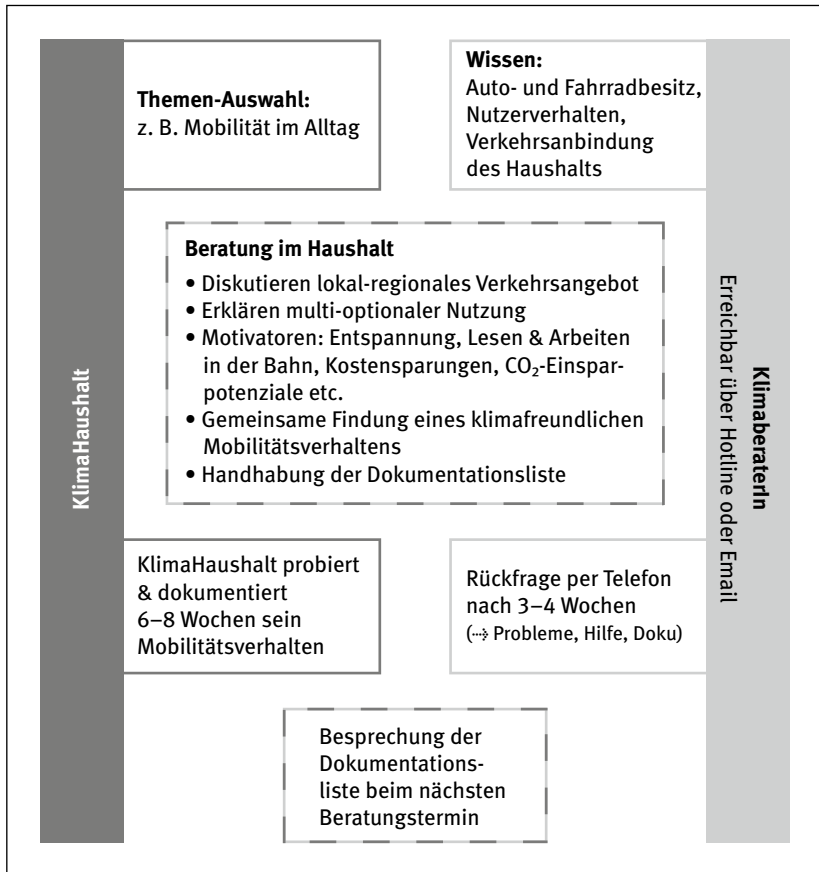 KlimaHaushalt
Themen-Auswahl:
z. B. Mobilität im Alltag
Wissen:
Auto- und Fahrradbesitz,
Nutzerverhalten,
Verkehrsanbindung
des Haushalts
Beratung im Haushalt
• Diskutieren lokal-regionales Verkehrsangebot
• Erklären multi-optionaler Nutzung
• Motivatoren: Entspannung, Lesen & Arbeiten
in der Bahn, Kostensparungen, CO₂-Einspar-
potenziale etc.
• Gemeinsame Findung eines klimafreundlichen
Mobilitätsverhaltens
• Handhabung der Dokumentationsliste
KlimaHaushalt probiert
& dokumentiert
6–8 Wochen sein
Mobilitätsverhalten
Rückfrage per Telefon
nach 3–4 Wochen
(⇢ Probleme, Hilfe, Doku)
Besprechung der
Dokumentations-
liste beim nächsten
Beratungstermin
KlimaberaterIn
Erreichbar über Hotline oder Email